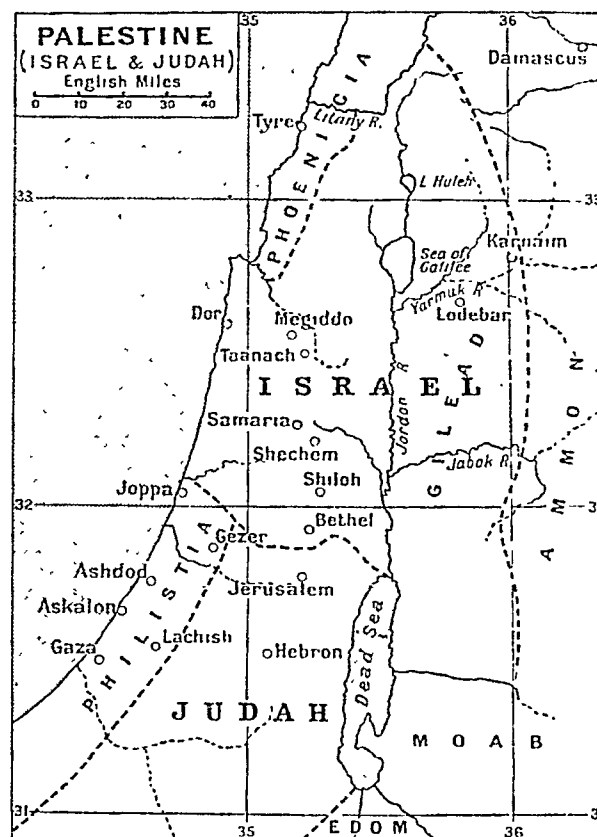 PALESTINE
(ISRAEL & JUDAH)
English Miles
0 10 20 30 40
35
36
Damascus
PHOENICIA
Litany R.
Tyre
L Huleh
33
33
Karnaim
Sea of
Galilee
Yarmuk R
Lodebar
Dor
Megiddo
Taanach
ISRAEL
Jordan R
GILEAD
AMMON
Samaria
Shechem
Jabok R
Joppa
Shiloh
32
32
Bethel
Gezer
PHILISTIA
Ashdod
Jerusalem
Askalon
Lachish
Gaza
Hebron
Dead Sea
JUDAH
MOAB
31
31
35
EDOM
36